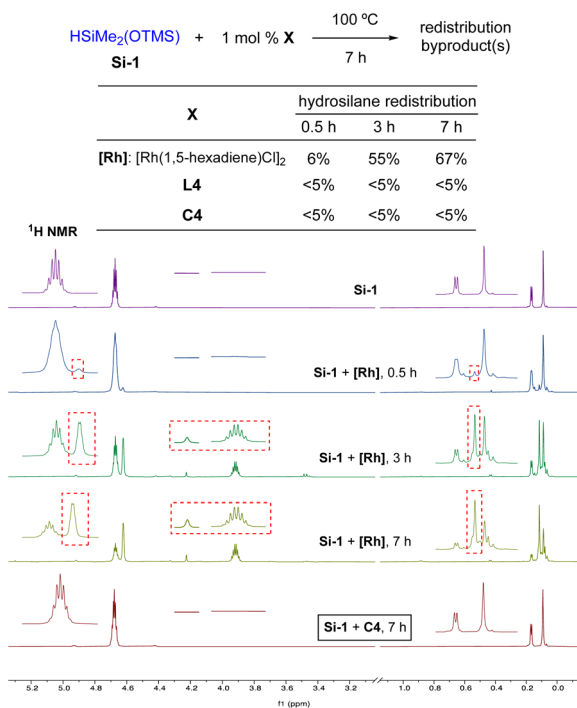 HSiMe2(OTMS) + 1 mol % X 100 ºC redistribution
Si-1 7 h byproduct(s)
X hydrosilane redistribution
0.5 h 3 h 7 h
[Rh]: [Rh(1,5-hexadiene)Cl]2 6% 55% 67%
L4 <5% <5% <5%
C4 <5% <5% <5%
1H NMR
Si-1
Si-1 + [Rh], 0.5 h
Si-1 + [Rh], 3 h
Si-1 + [Rh], 7 h
Si-1 + C4, 7 h
5.2 5.0 4.8 4.6 4.4 4.2 4.0 3.8 3.6 3.4 3.2 1.0 0.8 0.6 0.4 0.2 0.0
f1 (ppm)